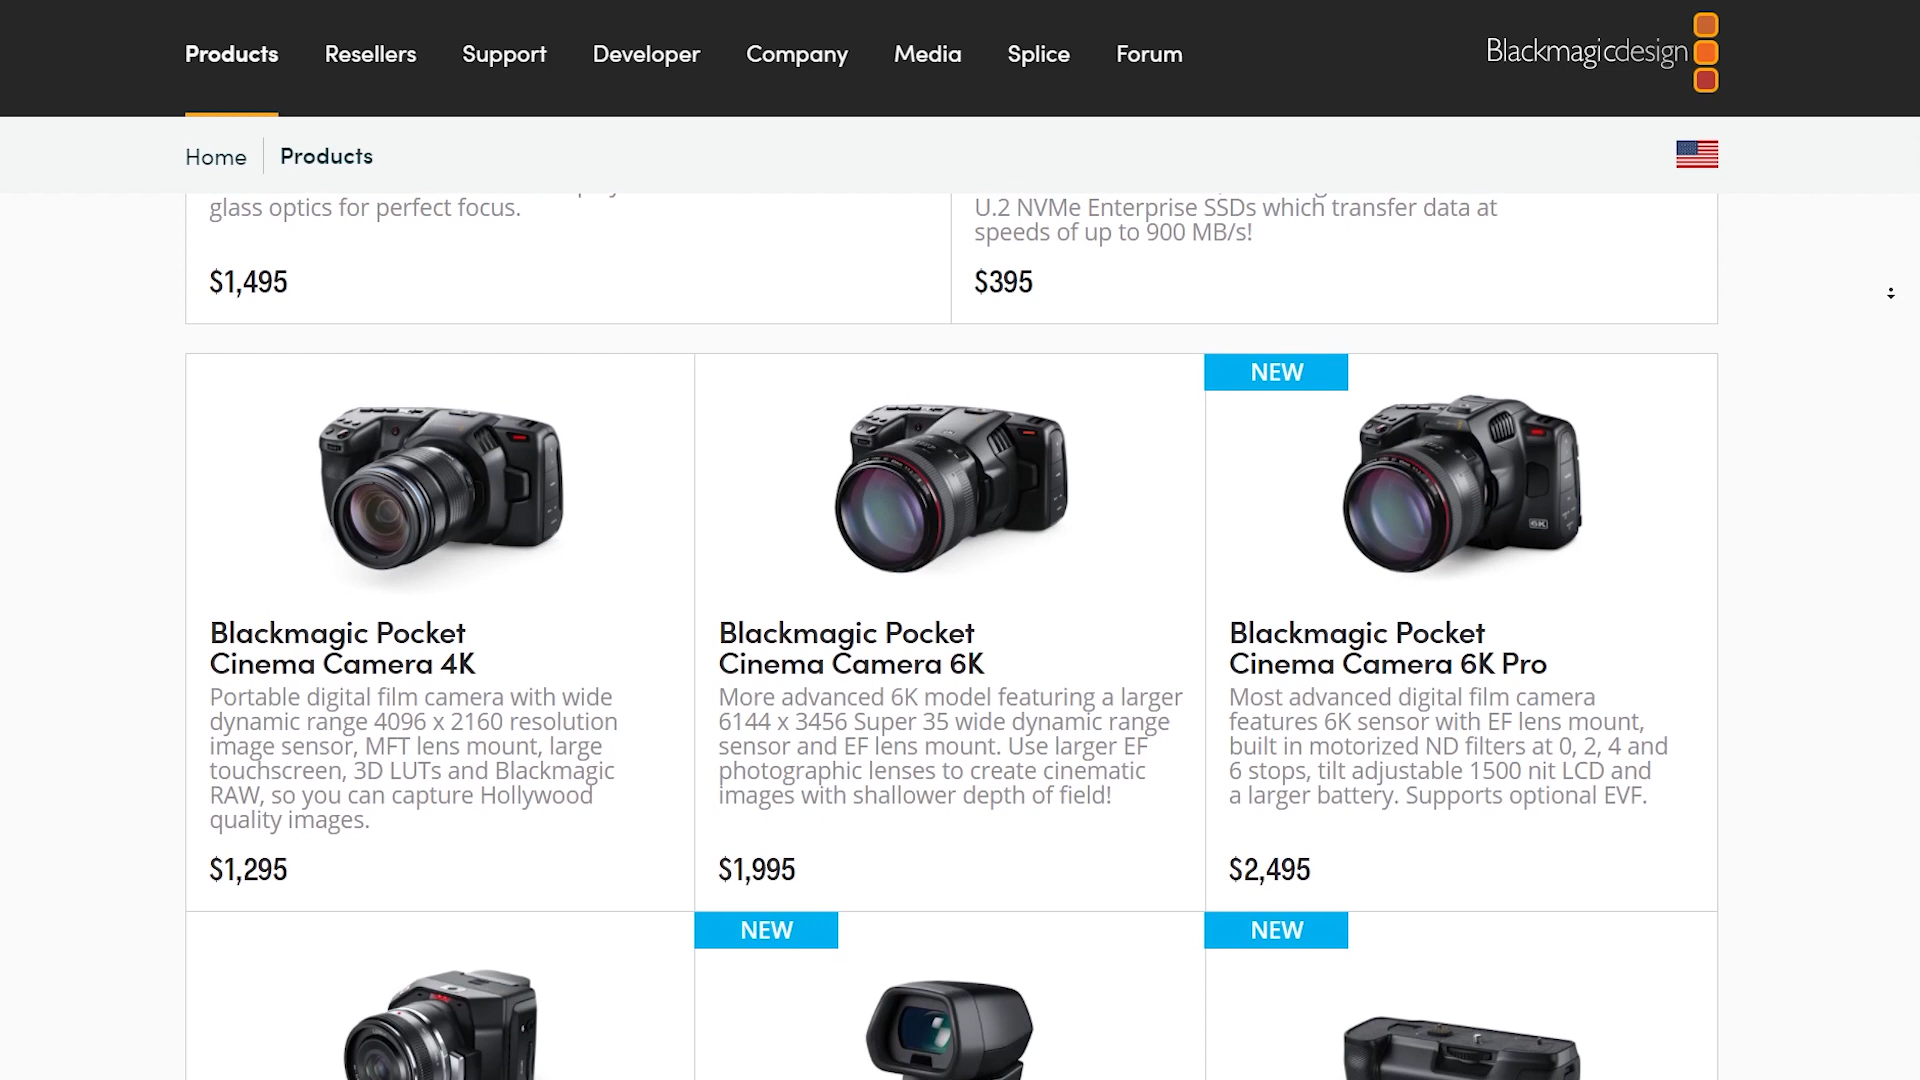 Products Resellers Support Developer Company Media Splice Forum
Blackmagicdesign
Home Products
glass optics for perfect focus.
$1,495
U.2 NVMe Enterprise SSDs which transfer data at
speeds of up to 900 MB/s!
$395
Blackmagic Pocket
Cinema Camera 4K
Portable digital film camera with wide
dynamic range 4096 x 2160 resolution
image sensor, MFT lens mount, large
touchscreen, 3D LUTs and Blackmagic
RAW, so you can capture Hollywood
quality images.
$1,295
Blackmagic Pocket
Cinema Camera 6K
More advanced 6K model featuring a larger
6144 x 3456 Super 35 wide dynamic range
sensor and EF lens mount. Use larger EF
photographic lenses to create cinematic
images with shallower depth of field!
$1,995
NEW
6K
Blackmagic Pocket
Cinema Camera 6K Pro
Most advanced digital film camera
features 6K sensor with EF lens mount,
built in motorized ND filters at 0, 2, 4 and
6 stops, tilt adjustable 1500 nit LCD and
a larger battery. Supports optional EVF.
$2,495
NEW
NEW